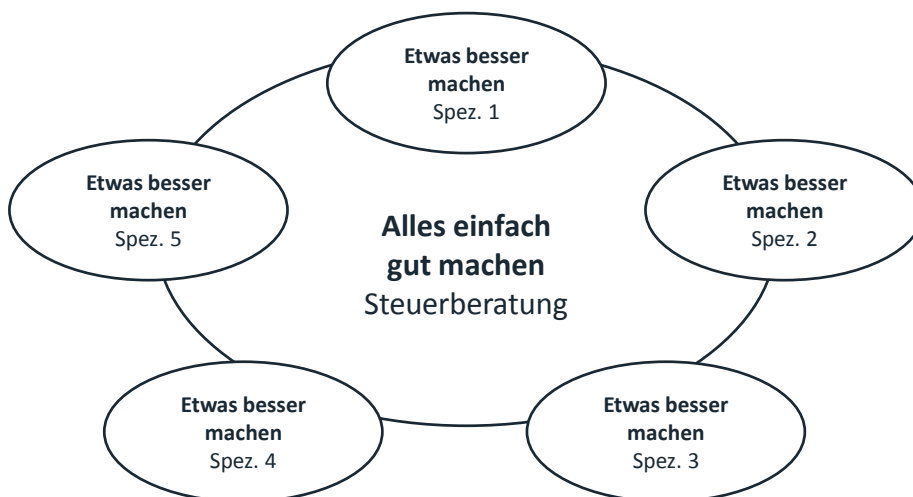 Etwas besser
machen
Spez. 1
Etwas besser
machen
Spez. 5
Etwas besser
machen
Spez. 2
Alles einfach
gut machen
Steuerberatung
Etwas besser
machen
Spez. 4
Etwas besser
machen
Spez. 3